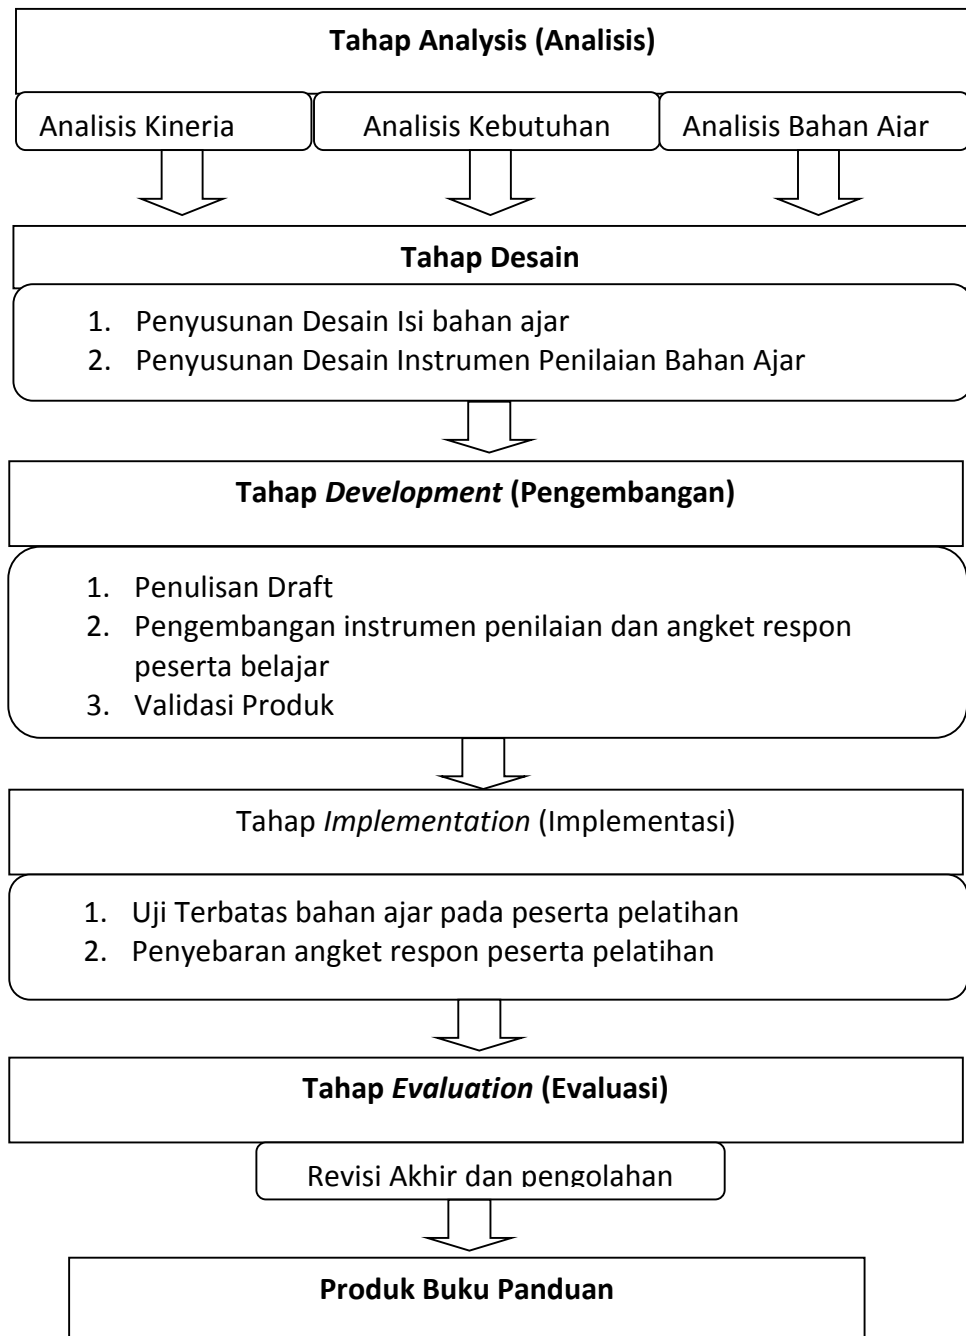 Tahap Analysis (Analisis)
Analisis Kinerja
Analisis Kebutuhan
Analisis Bahan Ajar
Tahap Desain
1. Penyusunan Desain Isi bahan ajar
2. Penyusunan Desain Instrumen Penilaian Bahan Ajar
Tahap Development (Pengembangan)
1. Penulisan Draft
2. Pengembangan instrumen penilaian dan angket respon
peserta belajar
3. Validasi Produk
Tahap Implementation (Implementasi)
1. Uji Terbatas bahan ajar pada peserta pelatihan
2. Penyebaran angket respon peserta pelatihan
Tahap Evaluation (Evaluasi)
Revisi Akhir dan pengolahan
Produk Buku Panduan